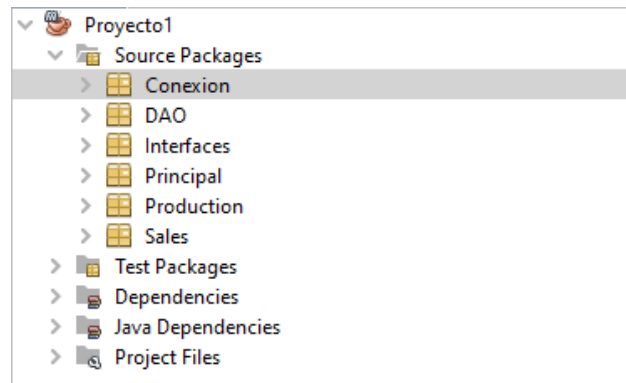 Proyecto1
Source Packages
Conexion
DAO
Interfaces
Principal
Production
Sales
Test Packages
Dependencies
Java Dependencies
Project Files